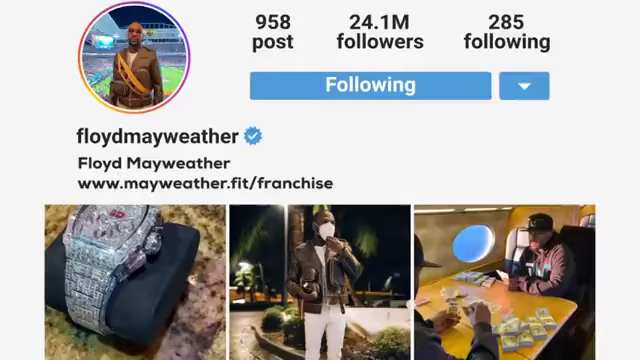 958 24.1M 285
post followers following
Following
floydmayweather
Floyd Mayweather
www.mayweather.fit/franchise